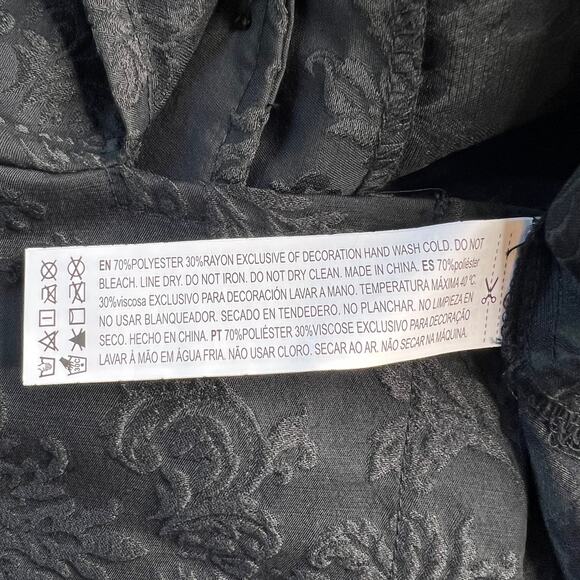 EN 70%POLYESTER 30%RAYON EXCLUSIVE OF DECORATION HAND WASH COLD. DO NOT
BLEACH. LINE DRY. DO NOT IRON. DO NOT DRY CLEAN. MADE IN CHINA. ES 70%poliéster
30%viscosa EXCLUSIVO PARA DECORACIÓN LAVAR A MANO. TEMPERATURA MÁXIMA 40 ºC.
NO USAR BLANQUEADOR. SECADO EN TENDEDERO. NO PLANCHAR. NO LIMPIEZA EN
SECO. HECHO EN CHINA. PT 70%POLIÉSTER 30%VISCOSE EXCLUSIVO PARA DECORAÇÃO
LAVAR À MÃO EM ÁGUA FRIA. NÃO USAR CLORO. SECAR AO AR. NÃO SECAR NA MÁQUINA.